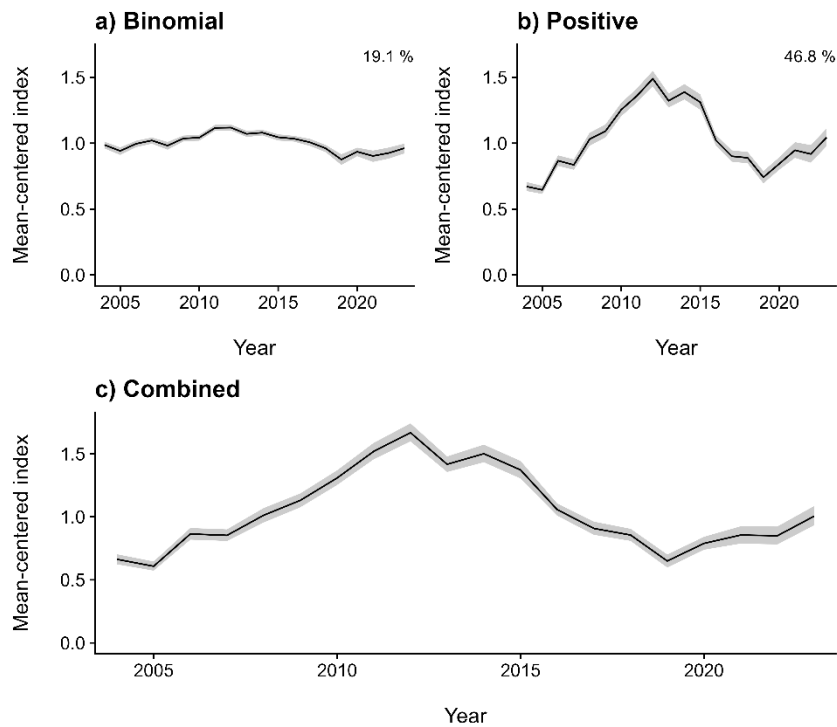 a) Binomial
19.1 %
Mean-centered index
1.5
1.0
0.5
0.0
2005 2010 2015 2020
Year
b) Positive
46.8 %
Mean-centered index
1.5
1.0
0.5
0.0
2005 2010 2015 2020
Year
c) Combined
Mean-centered index
1.5
1.0
0.5
0.0
2005 2010 2015 2020
Year